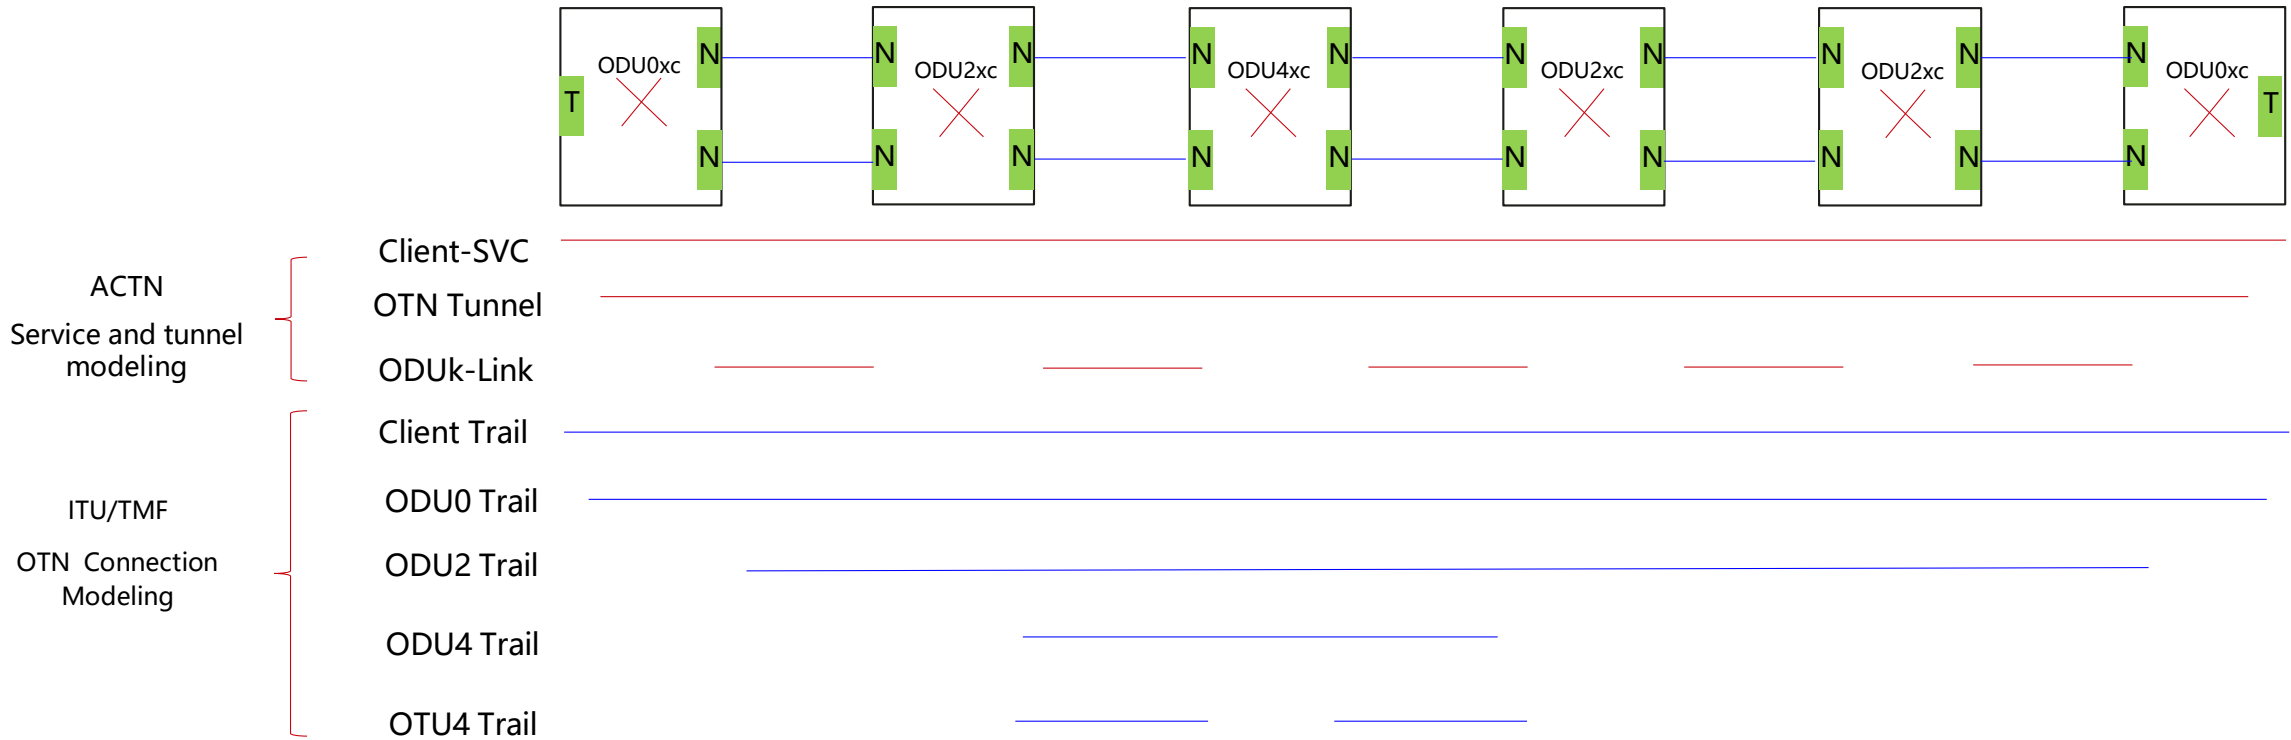 ODU0xc
ODU2xc
ODU4xc
ODU2xc
ODU2xc
ODU0xc
N N N N N N N N N N
T
T
N N N N N N N N N N
Client-SVC
ACTN
OTN Tunnel
Service and tunnel
modeling
ODUk-Link
Client Trail
ODU0 Trail
ITU/TMF
OTN Connection
Modeling
ODU2 Trail
ODU4 Trail
OTU4 Trail